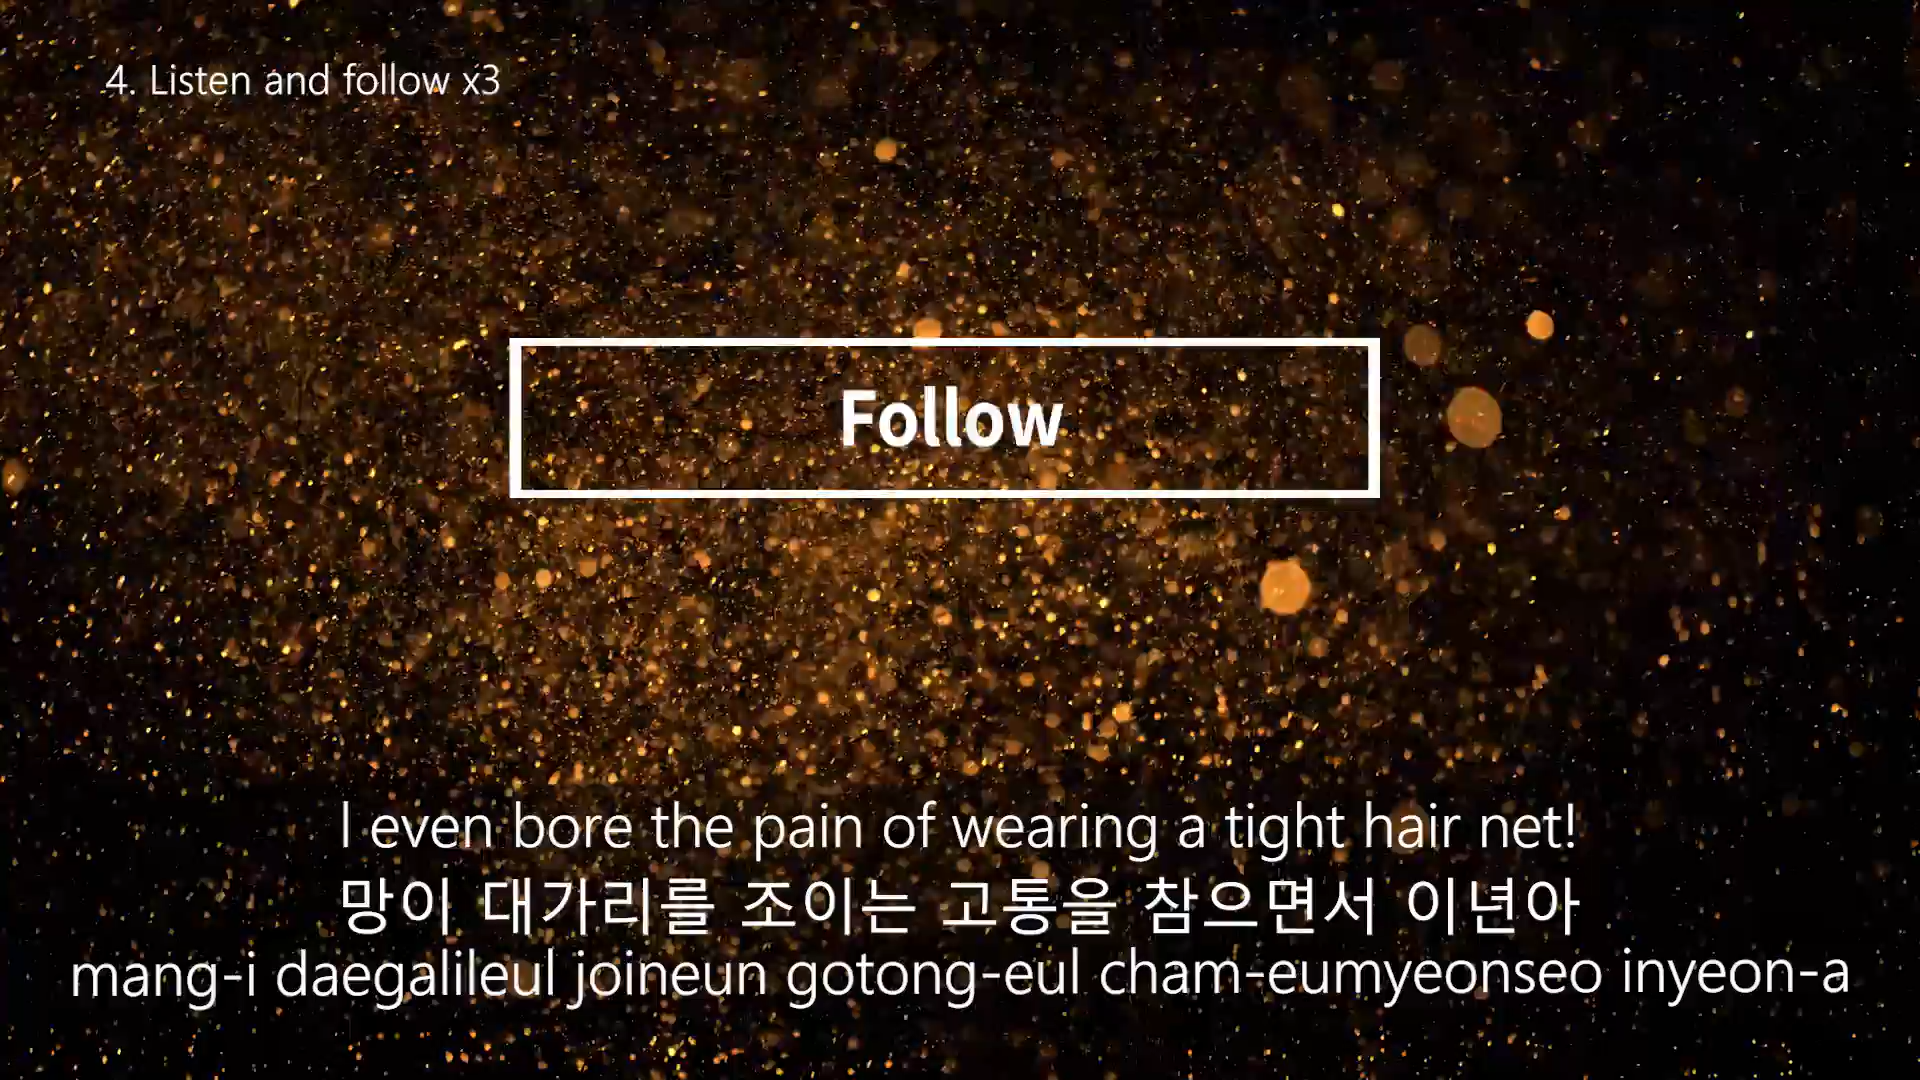 4. Listen and follow x3
Follow
I even bore the pain of wearing a tight hair net!
망이 대가리를 조이는 고통을 참으면서 이년아
mang-i daegalileul joineun gotong-eul cham-eumyeonseo inyeon-a